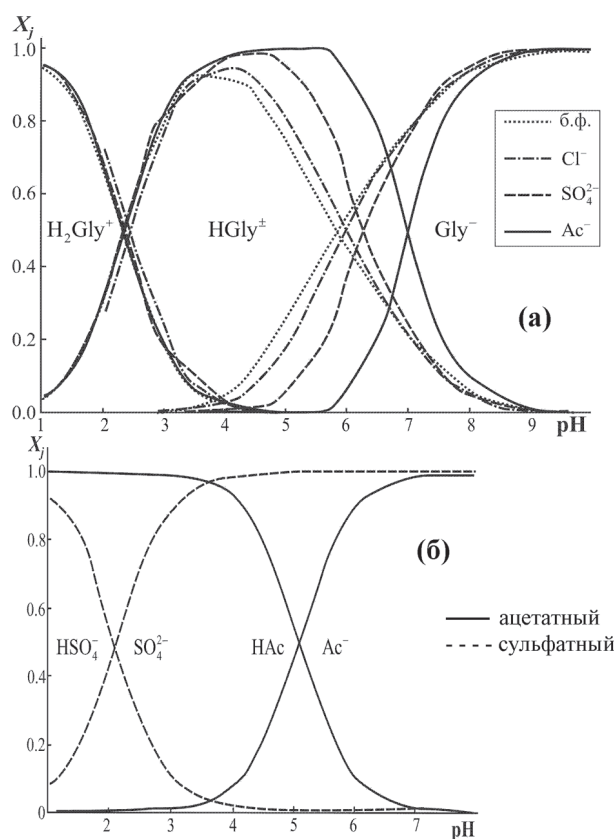 X_j
1.0
0.8
0.6
0.4
0.2
0.0
H₂Gly⁺
HGly^±
Gly⁻
б.ф.
Cl⁻
SO₄²⁻
Ac⁻
(а)
1 2 3 4 5 6 7 8 9 pH
X_j
1.0
0.8
0.6
0.4
0.2
0
HSO₄⁻
SO₄²⁻
HAc
Ac⁻
(б)
ацетатный
сульфатный
2 3 4 5 6 7 pH